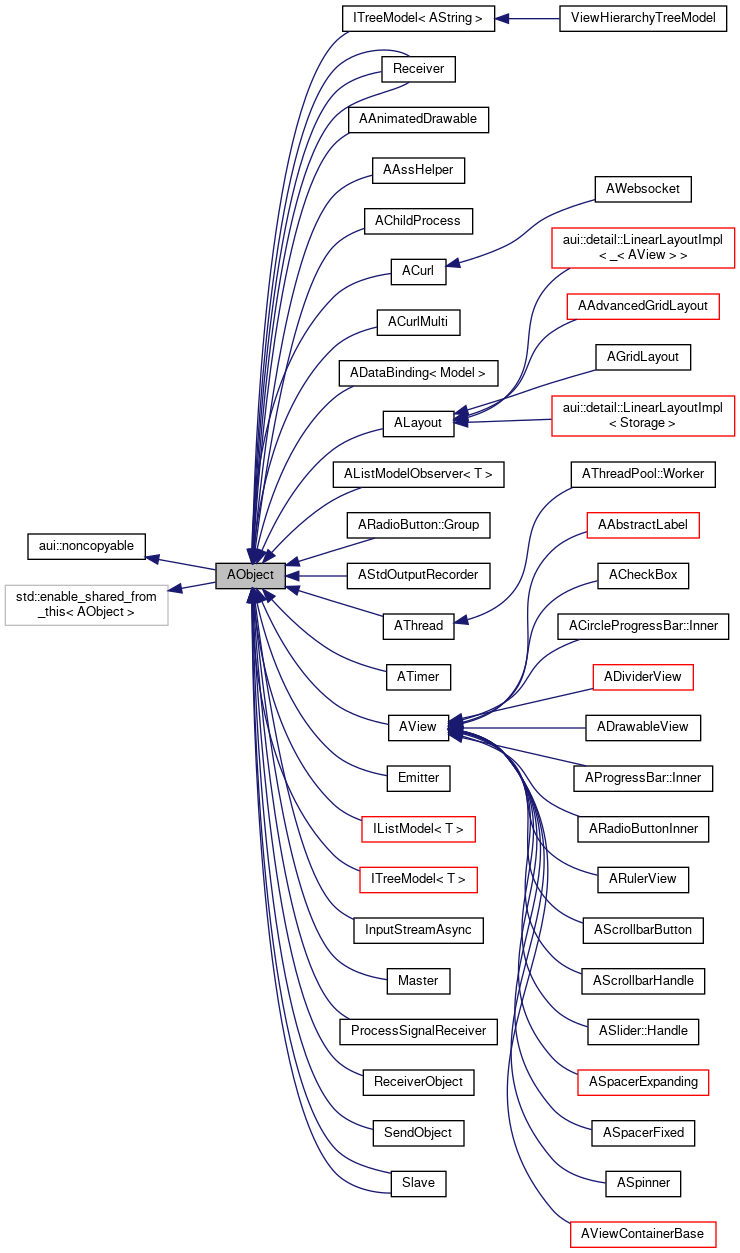 ITreeModel< AString >
ViewHierarchyTreeModel
Receiver
AAnimatedDrawable
AAssHelper
AWebsocket
AChildProcess
aui::detail::LinearLayoutImpl
< _< AView > >
ACurl
AAdvancedGridLayout
ACurlMulti
AGridLayout
ADataBinding< Model >
aui::detail::LinearLayoutImpl
< Storage >
ALayout
AListModelObserver< T >
AThreadPool::Worker
ARadioButton::Group
AAbstractLabel
aui::noncopyable
AObject
AStdOutputRecorder
ACheckBox
std::enable_shared_from
_this< AObject >
AThread
ACircleProgressBar::Inner
ATimer
ADividerView
AView
ADrawableView
Emitter
AProgressBar::Inner
IListModel< T >
ARadioButtonInner
ITreeModel< T >
ARulerView
InputStreamAsync
AScrollbarButton
Master
AScrollbarHandle
ProcessSignalReceiver
ASlider::Handle
ReceiverObject
ASpacerExpanding
SendObject
ASpacerFixed
Slave
ASpinner
AViewContainerBase